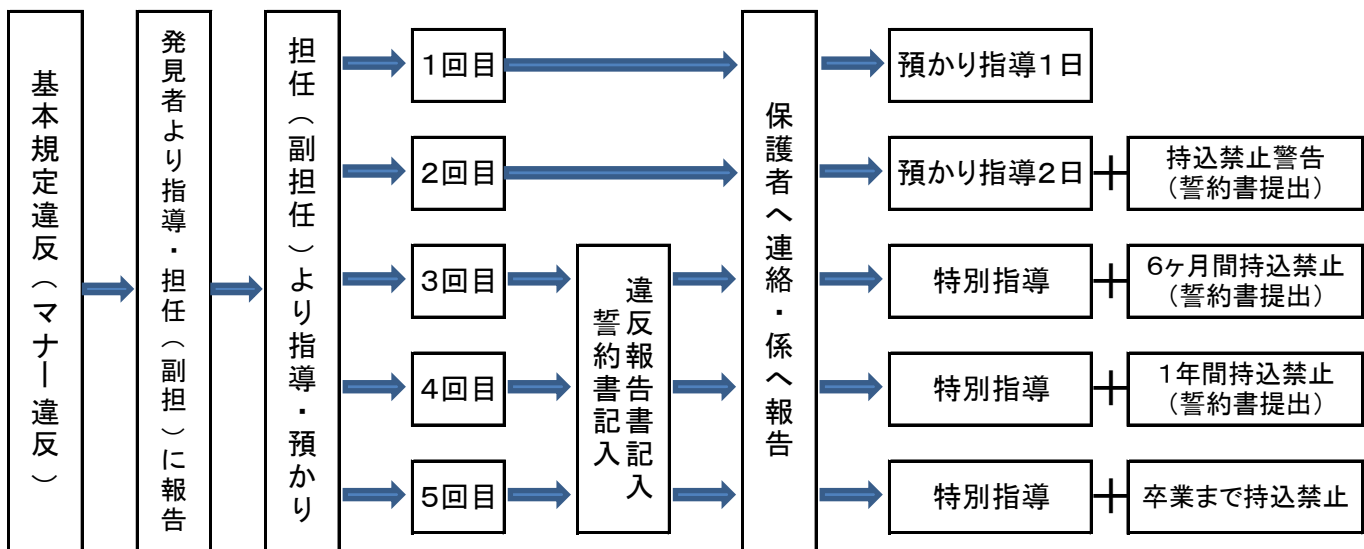 基本規定違反（マナー違反）
発見者より指導・担任（副担）に報告
担任（副担任）より指導・預かり
1回目
2回目
3回目
4回目
5回目
違反報告書記入
誓約書記入
保護者へ連絡・係へ報告
預かり指導1日
預かり指導2日
持込禁止警告
（誓約書提出）
特別指導
6ヶ月間持込禁止
（誓約書提出）
特別指導
1年間持込禁止
（誓約書提出）
特別指導
卒業まで持込禁止